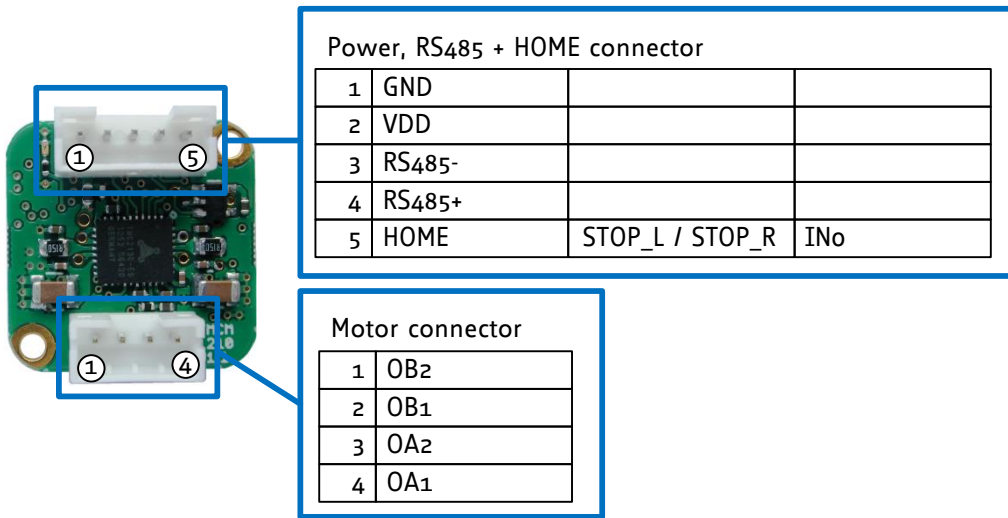 Power, RS485 + HOME connector
1 GND
2 VDD
3 RS485-
4 RS485+
5 HOME STOP_L / STOP_R IN0
1 5
R150
Motor connector
1 OB2
2 OB1
3 OA2
4 OA1
1 4